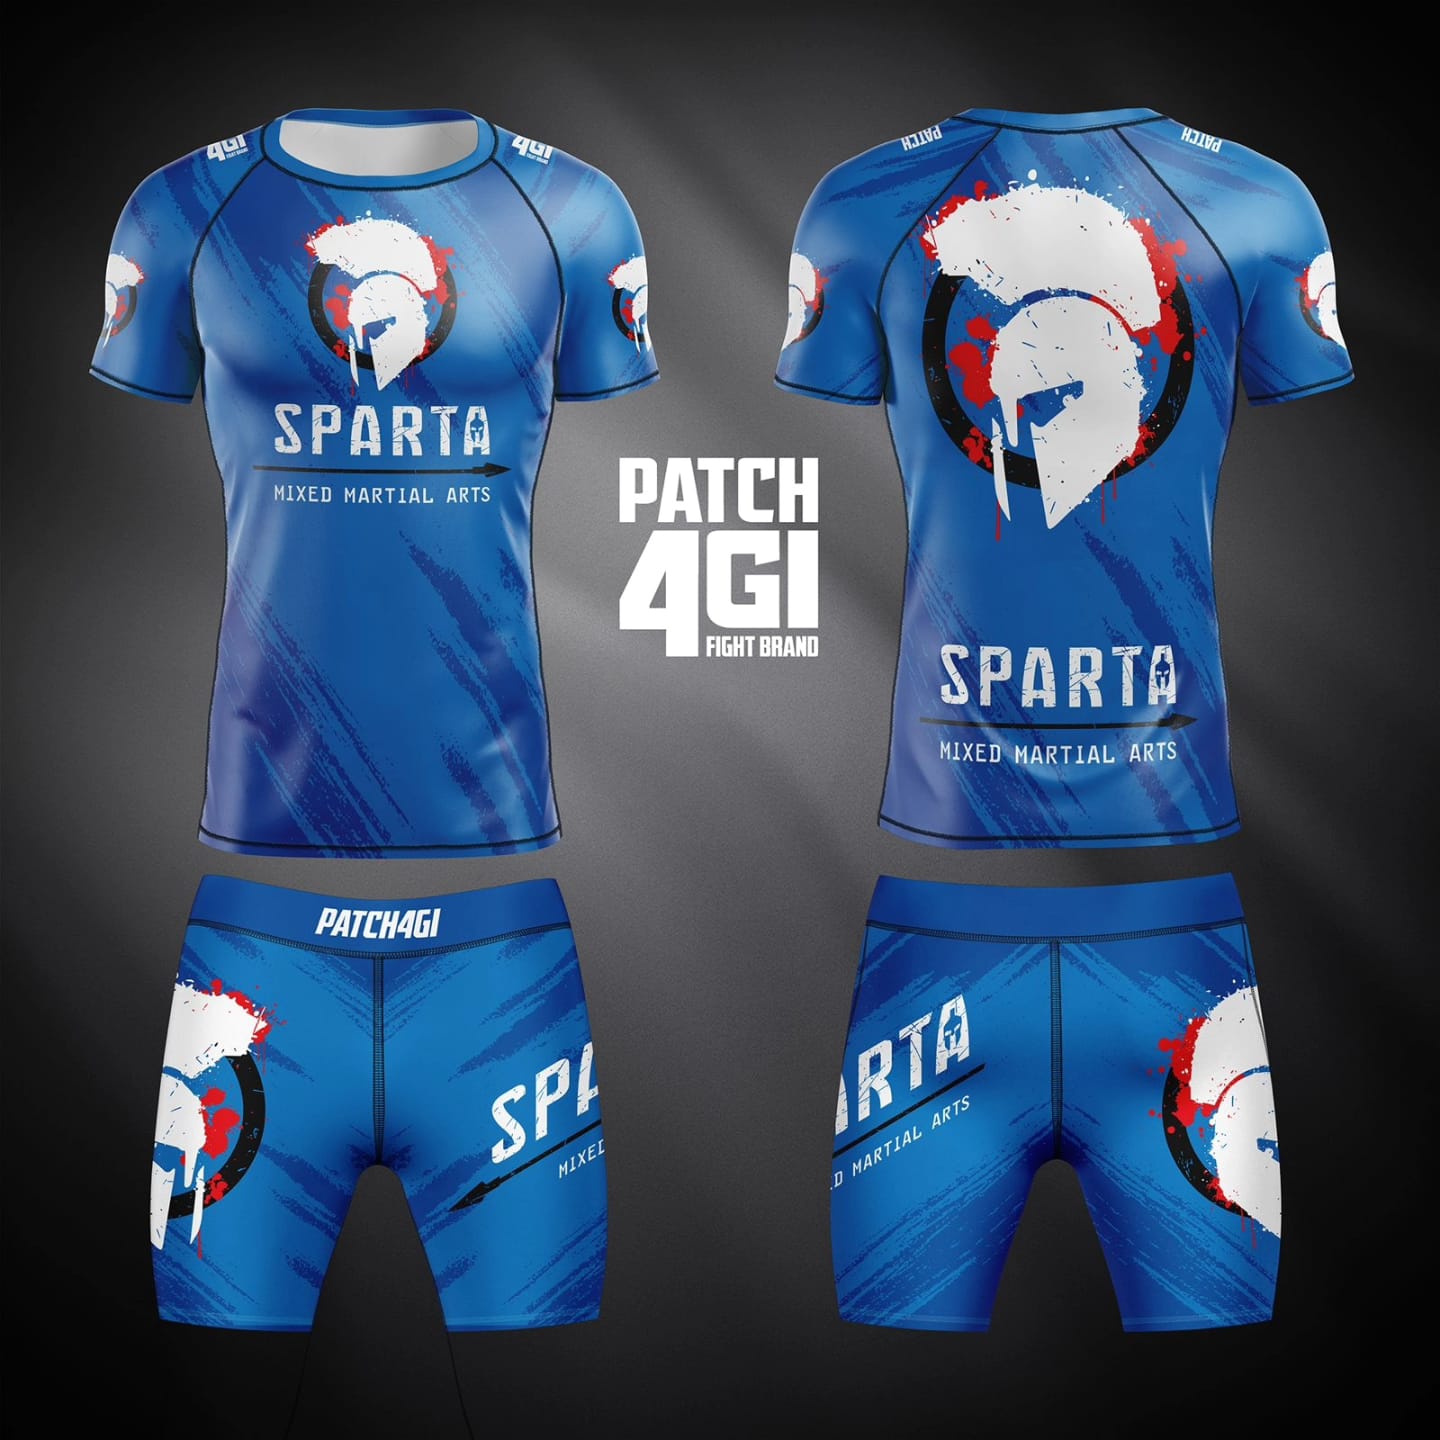 4GI
FIGHT BRAND
4GI
FIGHT BRAND
SPARTA
MIXED MARTIAL ARTS
PATCH
PATCH
SPARTA
MIXED MARTIAL ARTS
PATCH
4GI
FIGHT BRAND
PATCH4GI
SPA
MIXED
ARTA
D MARTIAL ARTS